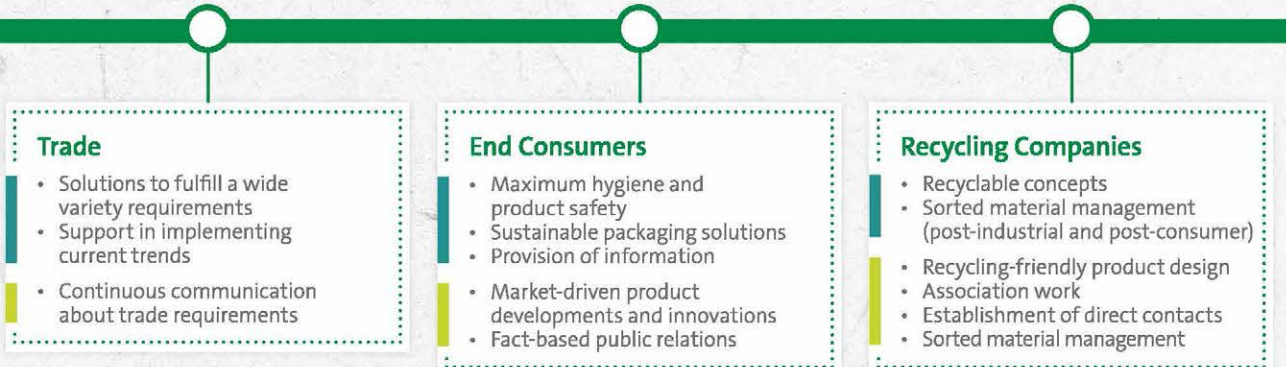 Trade
• Solutions to fulfill a wide
variety requirements
• Support in implementing
current trends
• Continuous communication
about trade requirements
End Consumers
• Maximum hygiene and
product safety
• Sustainable packaging solutions
• Provision of information
• Market-driven product
developments and innovations
• Fact-based public relations
Recycling Companies
• Recyclable concepts
• Sorted material management
(post-industrial and post-consumer)
• Recycling-friendly product design
• Association work
• Establishment of direct contacts
• Sorted material management